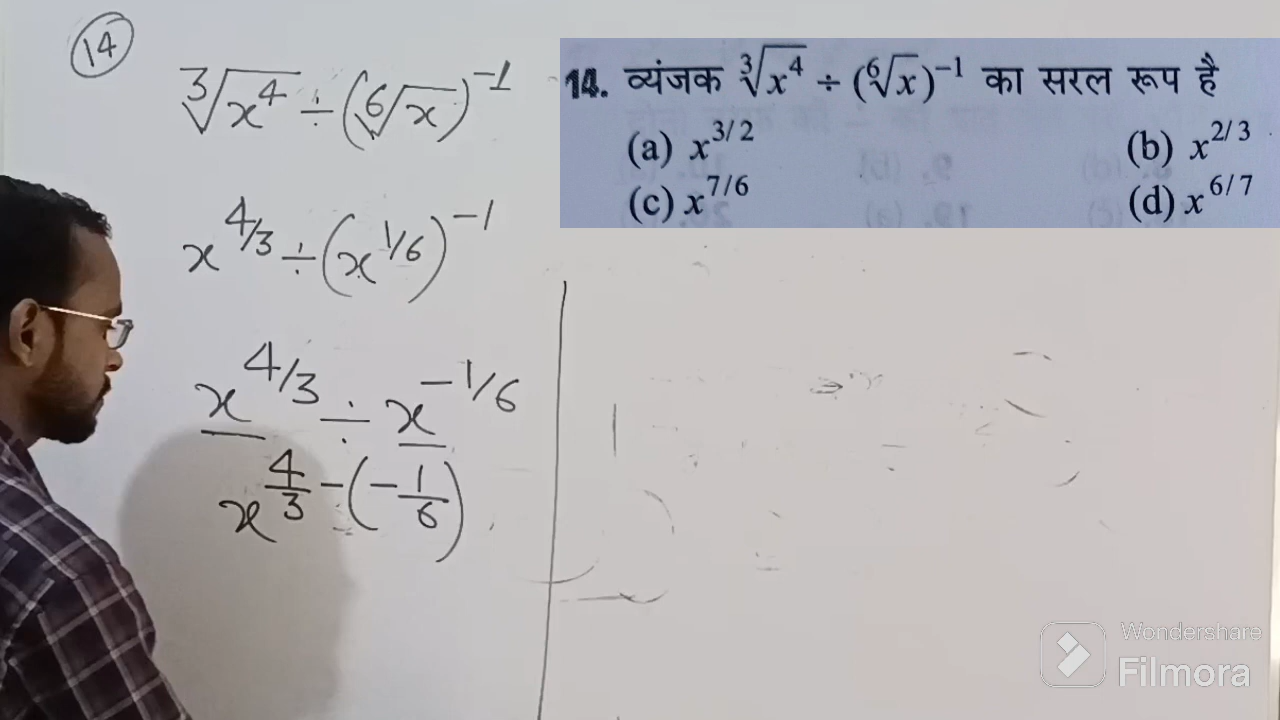 14
∛x⁴ ÷ (⁶√x)⁻¹
x^4/3 ÷ (x^1/6)^-1
x^4/3 ÷ x^-1/6
x^4/3-(-1/6)
14. व्यंजक ∛x⁴ ÷ (⁶√x)⁻¹ का सरल रूप है
(a) x^3/2 (b) x^2/3
(c) x^7/6 (d) x^6/7
Wondershare
Filmora